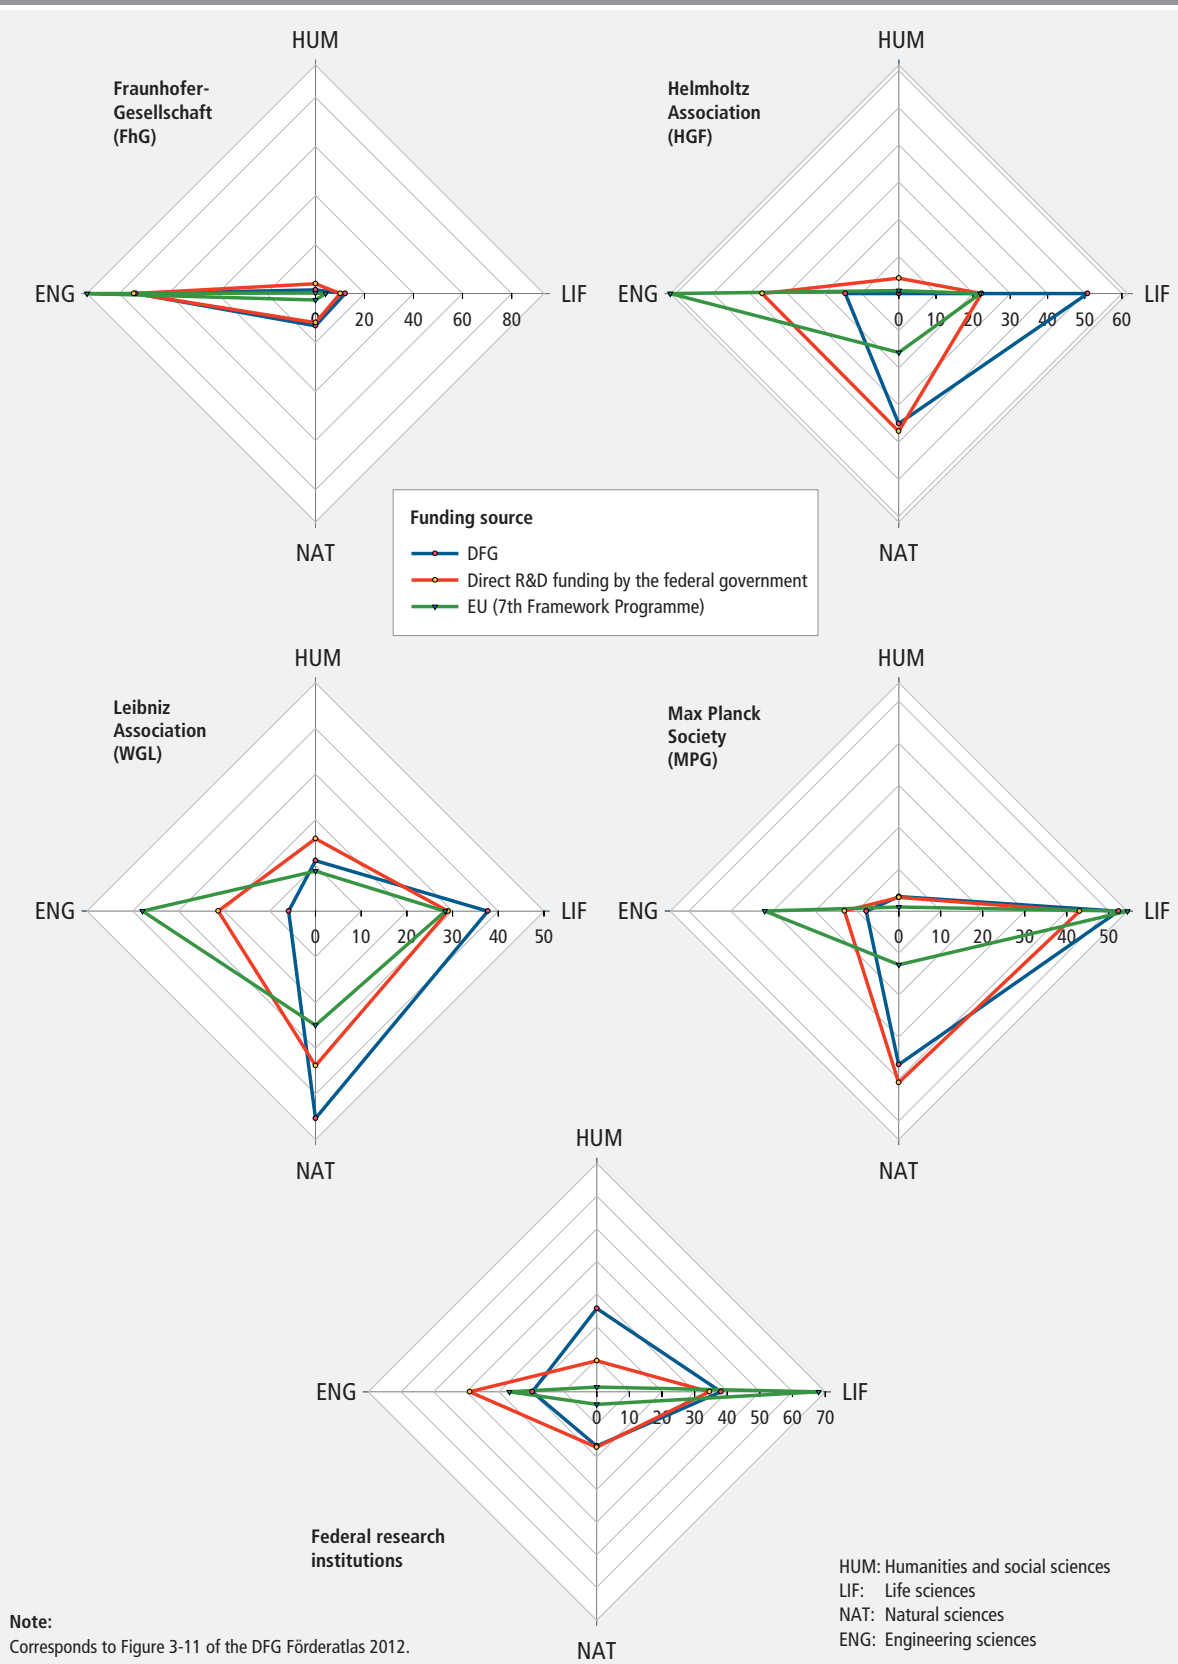 HUM
Fraunhofer-
Gesellschaft
(FhG)
ENG
LIF
0 20 40 60 80
NAT
HUM
Helmholtz
Association
(HGF)
ENG
LIF
0 10 20 30 40 50 60
NAT
Funding source
DFG
Direct R&D funding by the federal government
EU (7th Framework Programme)
HUM
Leibniz
Association
(WGL)
ENG
LIF
0 10 20 30 40 50
NAT
HUM
Max Planck
Society
(MPG)
ENG
LIF
0 10 20 30 40 50
NAT
HUM
ENG
LIF
0 10 20 30 40 50 60 70
Federal research
institutions
NAT
HUM: Humanities and social sciences
LIF: Life sciences
NAT: Natural sciences
ENG: Engineering sciences
Note:
Corresponds to Figure 3-11 of the DFG Förderatlas 2012.